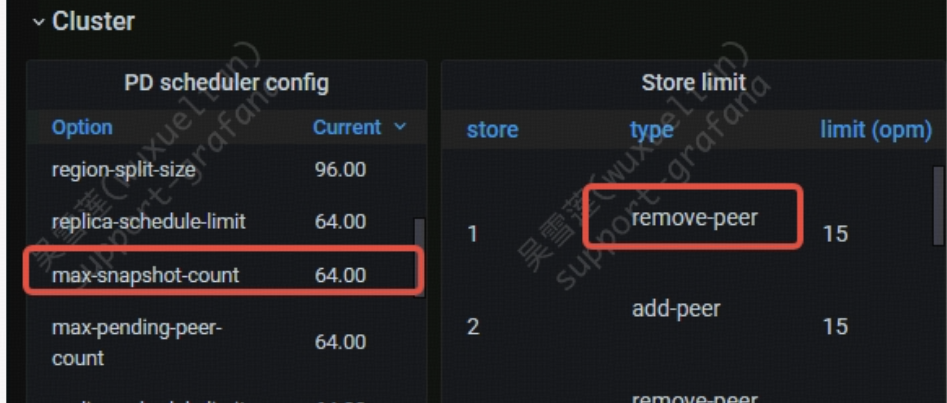 Cluster
PD scheduler config
Option Current
region-split-size 96.00
replica-schedule-limit 64.00
max-snapshot-count 64.00
max-pending-peer-
count 64.00
Store limit
store type limit (opm)
1 remove-peer 15
2 add-peer 15
remove-peer
吴雪莲(wuxuelian)
support-grafana
吴雪莲(wuxuelian)
support-grafana